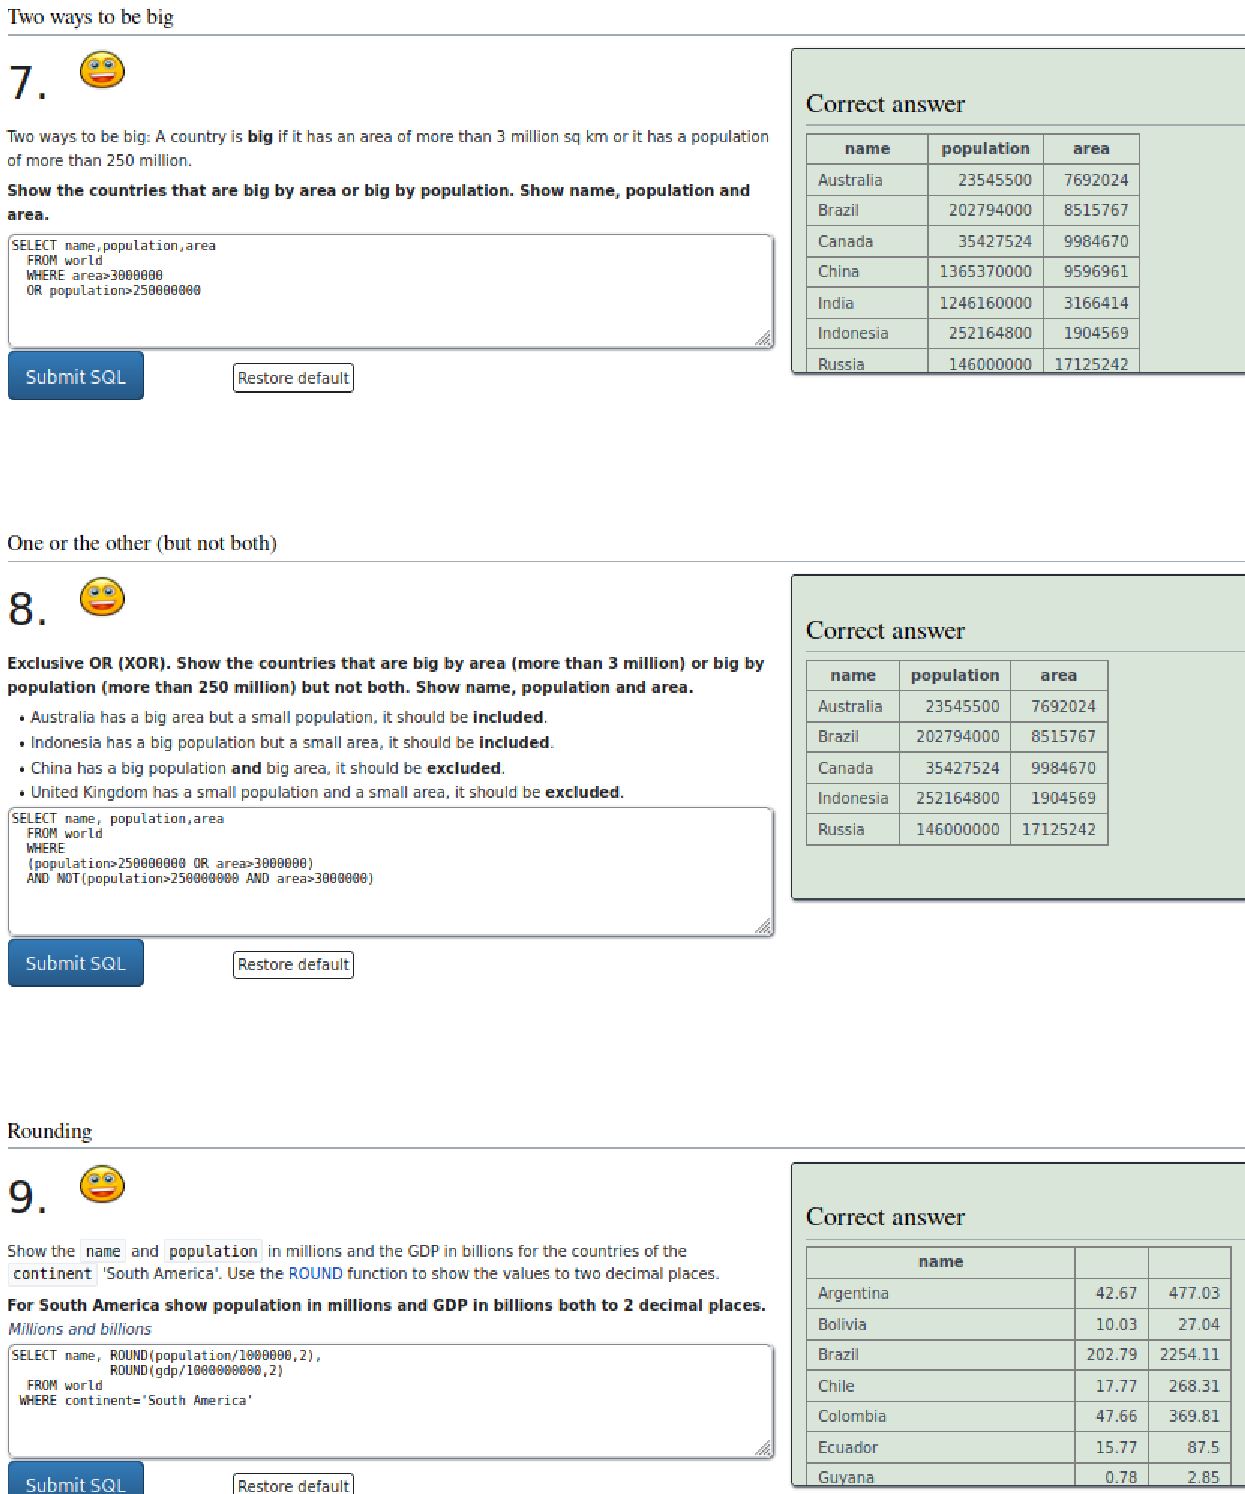 Two ways to be big
7.
Two ways to be big: A country is big if it has an area of more than 3 million sq km or it has a population
of more than 250 million.
Show the countries that are big by area or big by population. Show name, population and
area.
SELECT name,population,area
FROM world
WHERE area>3000000
OR population>250000000
Submit SQL
Restore default
Correct answer
name population area
Australia 23545500 7692024
Brazil 202794000 8515767
Canada 35427524 9984670
China 1365370000 9596961
India 1246160000 3166414
Indonesia 252164800 1904569
Russia 146000000 17125242
One or the other (but not both)
8.
Exclusive OR (XOR). Show the countries that are big by area (more than 3 million) or big by
population (more than 250 million) but not both. Show name, population and area.
• Australia has a big area but a small population, it should be included.
• Indonesia has a big population but a small area, it should be included.
• China has a big population and big area, it should be excluded.
• United Kingdom has a small population and a small area, it should be excluded.
SELECT name, population,area
FROM world
WHERE
(population>250000000 OR area>3000000)
AND NOT(population>250000000 AND area>3000000)
Submit SQL
Restore default
Correct answer
name population area
Australia 23545500 7692024
Brazil 202794000 8515767
Canada 35427524 9984670
Indonesia 252164800 1904569
Russia 146000000 17125242
Rounding
9.
Show the name and population in millions and the GDP in billions for the countries of the
continent 'South America'. Use the ROUND function to show the values to two decimal places.
For South America show population in millions and GDP in billions both to 2 decimal places.
Millions and billions
SELECT name, ROUND(population/1000000,2),
ROUND(gdp/1000000000,2)
FROM world
WHERE continent='South America'
Submit SQL
Restore default
Correct answer
name
Argentina 42.67 477.03
Bolivia 10.03 27.04
Brazil 202.79 2254.11
Chile 17.77 268.31
Colombia 47.66 369.81
Ecuador 15.77 87.5
Guyana 0.78 2.85